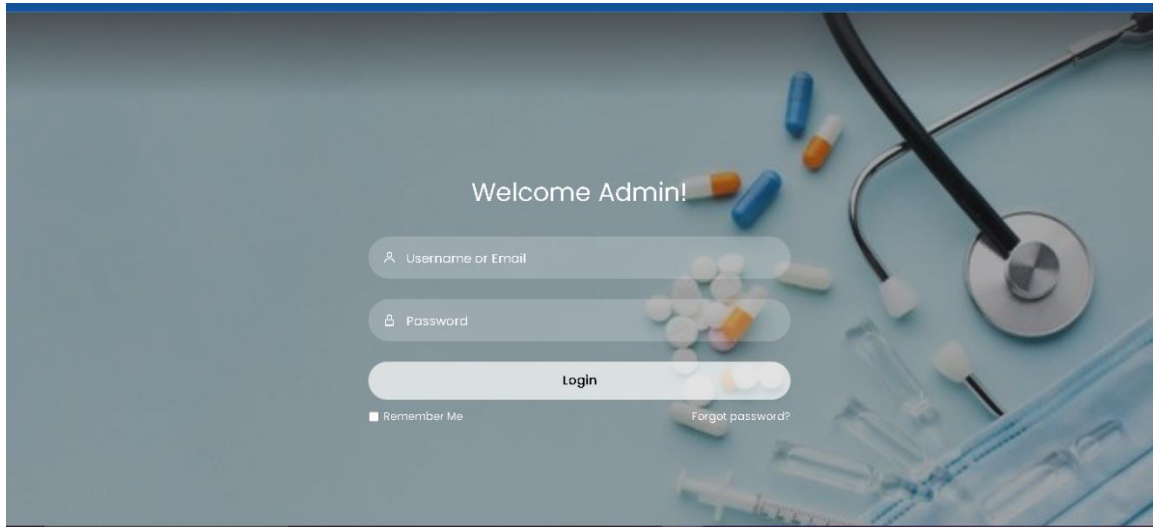 Welcome Admin!
Username or Email
Password
Login
Remember Me
Forgot password?